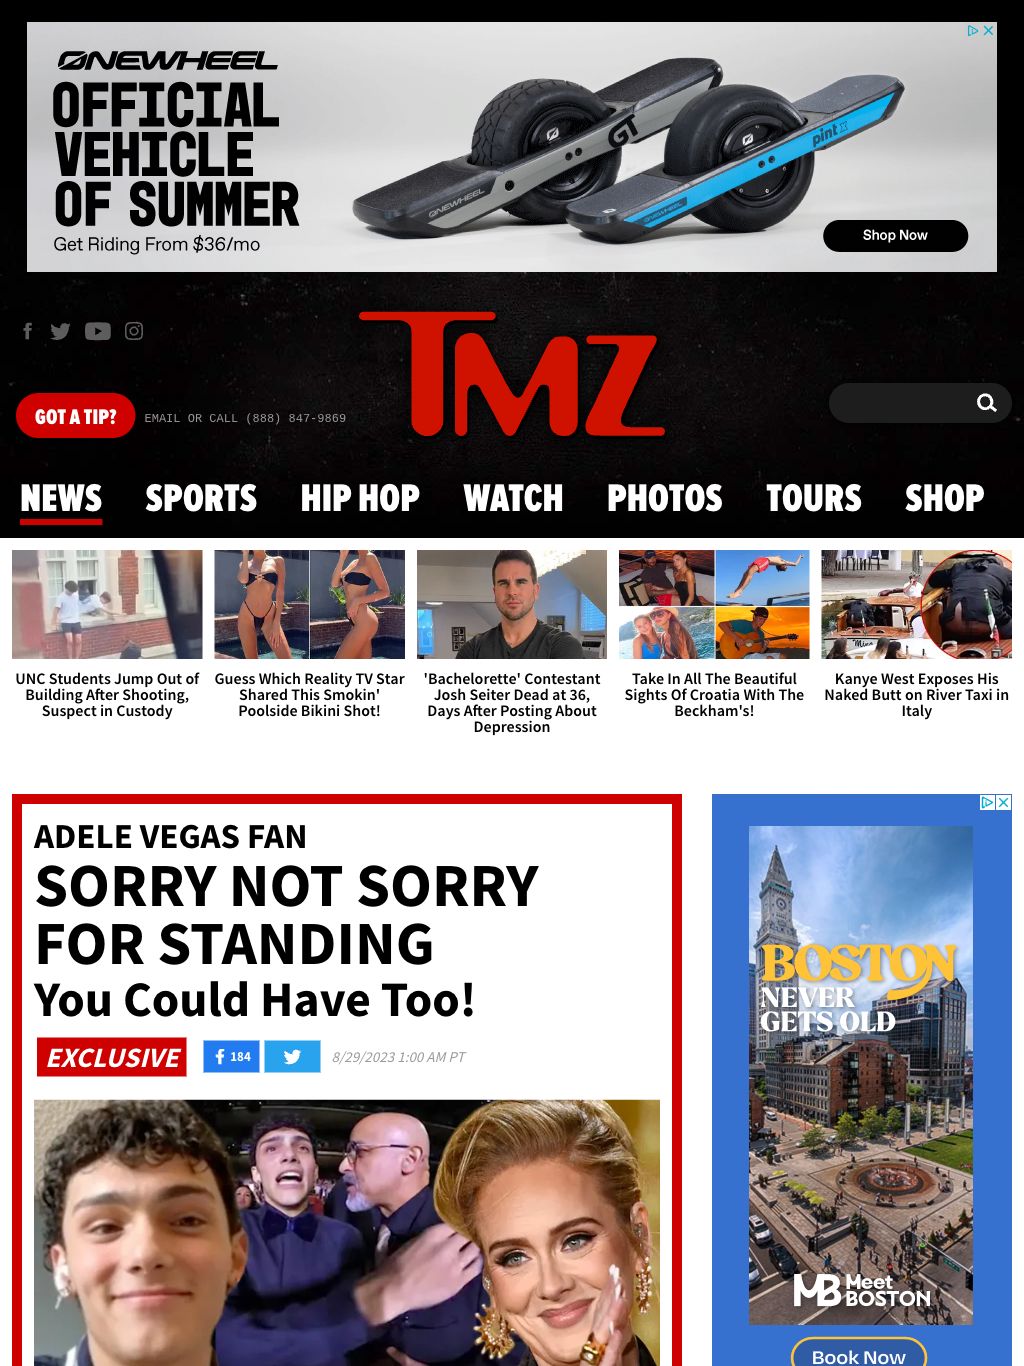 ONEWHEEL
OFFICIAL
VEHICLE
OF SUMMER
Get Riding From $36/mo
GT
ONEWHEEL
pint x
ONEWHEEL
Shop Now
TMZ
GOT A TIP?
EMAIL OR CALL (888) 847-9869
NEWS SPORTS HIP HOP WATCH PHOTOS TOURS SHOP
UNC Students Jump Out of
Building After Shooting,
Suspect in Custody
Guess Which Reality TV Star
Shared This Smokin'
Poolside Bikini Shot!
'Bachelorette' Contestant
Josh Seiter Dead at 36,
Days After Posting About
Depression
Take In All The Beautiful
Sights Of Croatia With The
Beckham's!
Kanye West Exposes His
Naked Butt on River Taxi in
Italy
ADELE VEGAS FAN
SORRY NOT SORRY
FOR STANDING
You Could Have Too!
EXCLUSIVE
184
8/29/2023 1:00 AM PT
BOSTON
NEVER
GETS OLD
MB Meet
BOSTON
Book Now